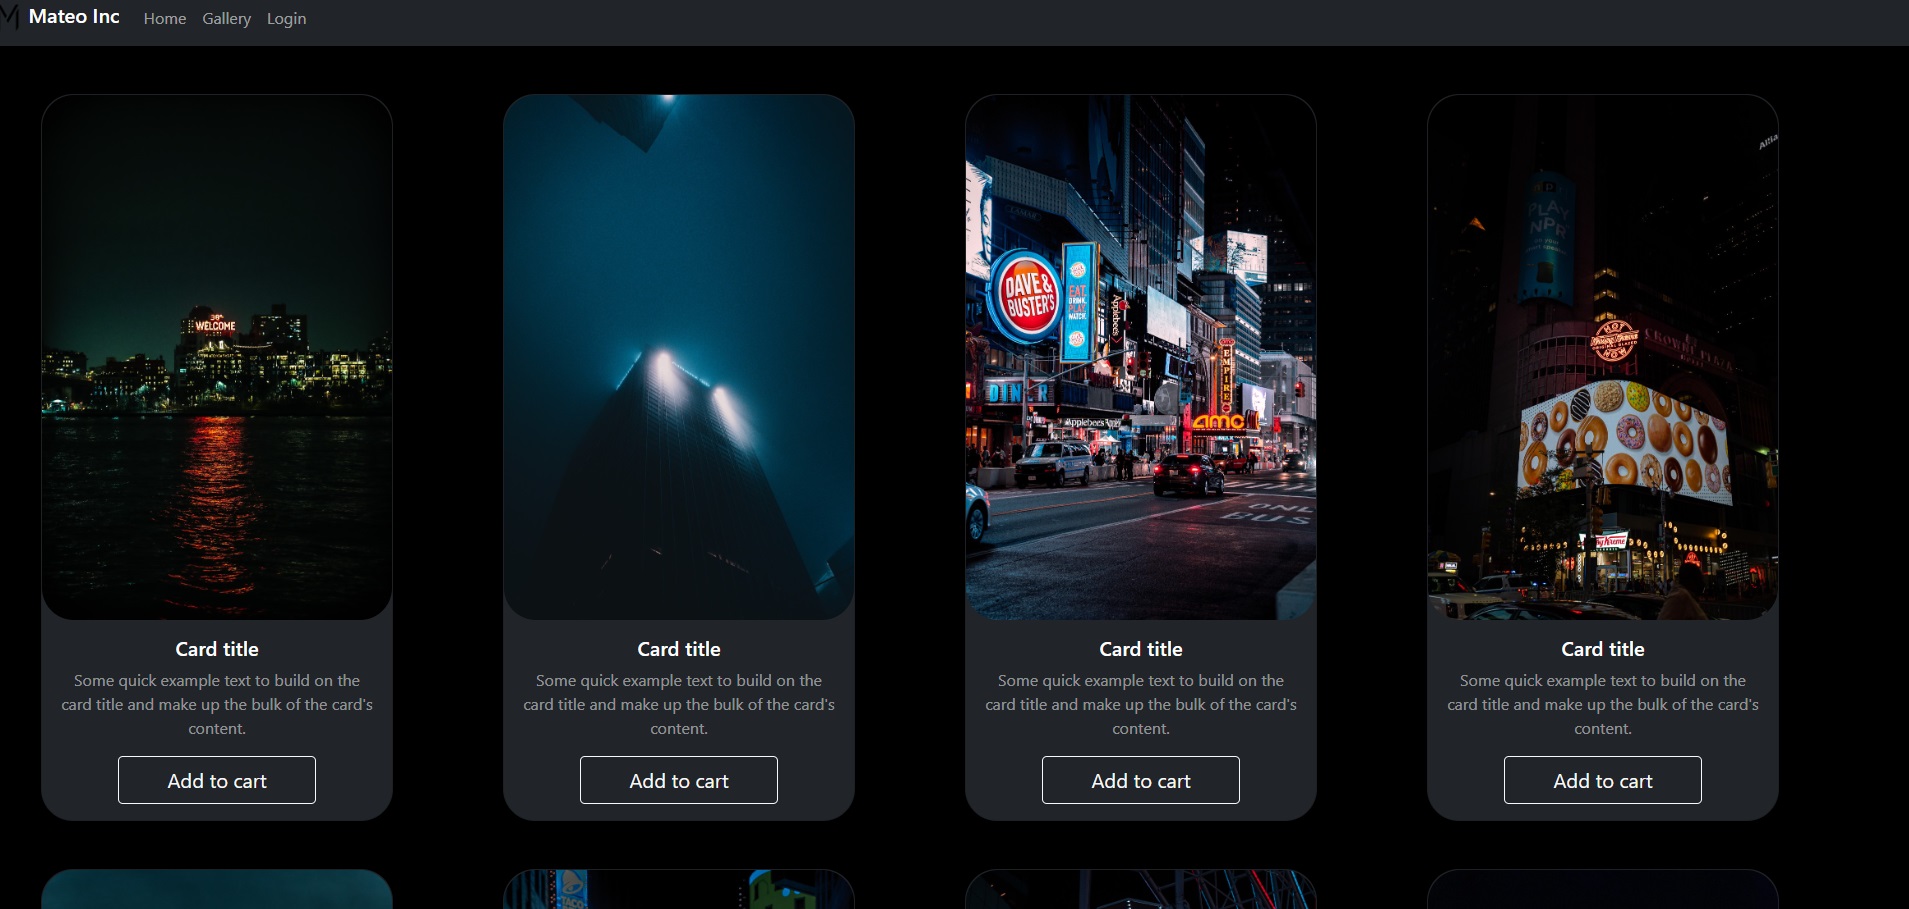 Mateo Inc Home Gallery Login
WELCOME
DAVE &
BUSTER'S
EAT.
DRINK.
PLAY.
WATCH.
Applebee's
EMPIRE
DINER
Applebee's
amc
ONLY
BUS
PLAY
NPR
HOT
NOW
CROWNE PLAZA
Card title
Some quick example text to build on the
card title and make up the bulk of the card's
content.
Add to cart
Card title
Some quick example text to build on the
card title and make up the bulk of the card's
content.
Add to cart
Card title
Some quick example text to build on the
card title and make up the bulk of the card's
content.
Add to cart
Card title
Some quick example text to build on the
card title and make up the bulk of the card's
content.
Add to cart
TACO